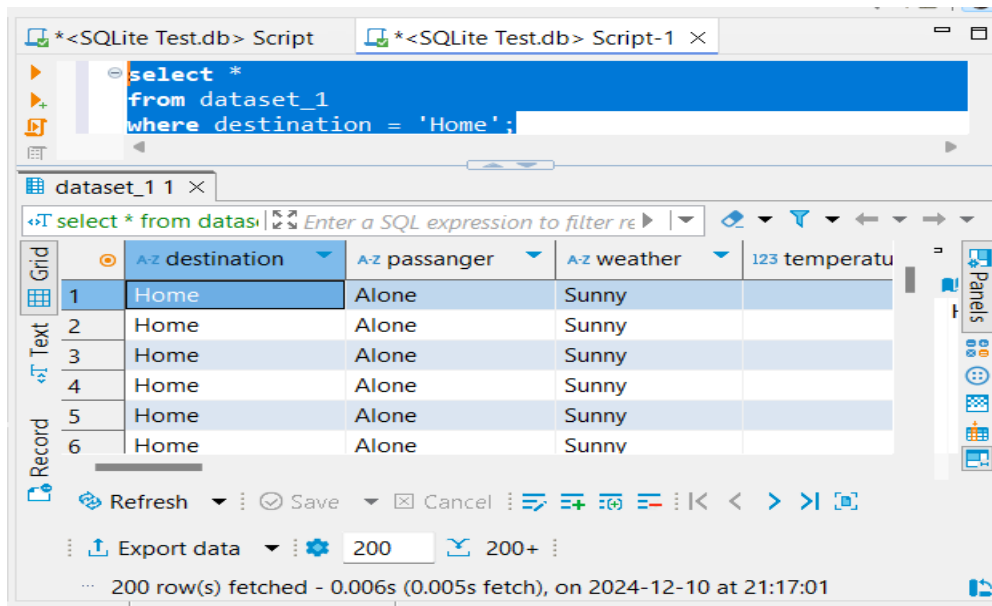 *<SQLite Test.db> Script *<SQLite Test.db> Script-1
select *
from dataset_1
where destination = 'Home';
dataset_1 1
select * from datas Enter a SQL expression to filter re
Grid
Text
Record
A-Z destination A-Z passanger A-Z weather 123 temperatu
1 Home Alone Sunny
2 Home Alone Sunny
3 Home Alone Sunny
4 Home Alone Sunny
5 Home Alone Sunny
6 Home Alone Sunny
Panels
Refresh Save Cancel
Export data 200 200+
200 row(s) fetched - 0.006s (0.005s fetch), on 2024-12-10 at 21:17:01